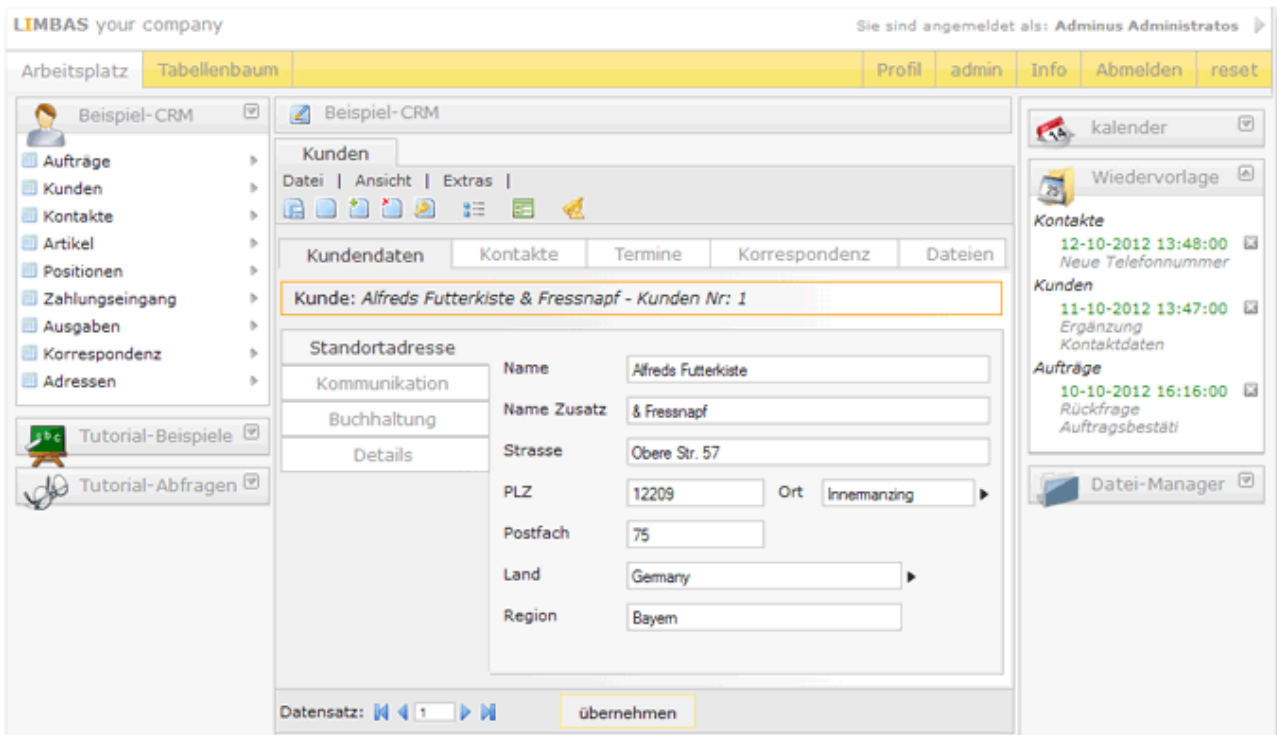 LIMBAS your company
Sie sind angemeldet als: Adminus Administratos
Arbeitsplatz
Tabellenbaum
Profil
admin
Info
Abmelden
reset
Beispiel-CRM
Aufträge
Kunden
Kontakte
Artikel
Positionen
Zahlungseingang
Ausgaben
Korrespondenz
Adressen
Tutorial-Beispiele
Tutorial-Abfragen
Beispiel-CRM
Kunden
Datei | Ansicht | Extras |
Kundendaten
Kontakte
Termine
Korrespondenz
Dateien
Kunde: Alfreds Futterkiste & Fressnapf - Kunden Nr: 1
Standortadresse
Kommunikation
Buchhaltung
Details
Name Alfreds Futterkiste
Name Zusatz & Fressnapf
Strasse Obere Str. 57
PLZ 12209 Ort Innermanzing
Postfach 75
Land Germany
Region Bayern
Datensatz: 1
übernehmen
kalender
Wiedervorlage
Kontakte
12-10-2012 13:48:00
Neue Telefonnummer
Kunden
11-10-2012 13:47:00
Ergänzung
Kontaktdaten
Aufträge
10-10-2012 16:16:00
Rückfrage
Auftragsbestäti
Datei-Manager